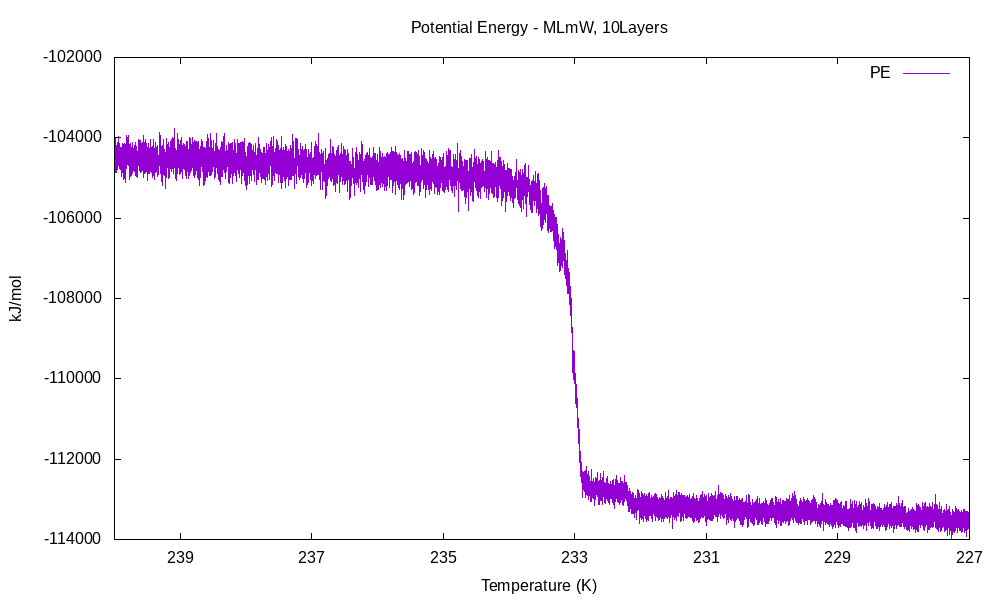 Potential Energy - MLmW, 10Layers
PE
-102000
-104000
-106000
-108000
-110000
-112000
-114000
kJ/mol
239 237 235 233 231 229 227
Temperature (K)